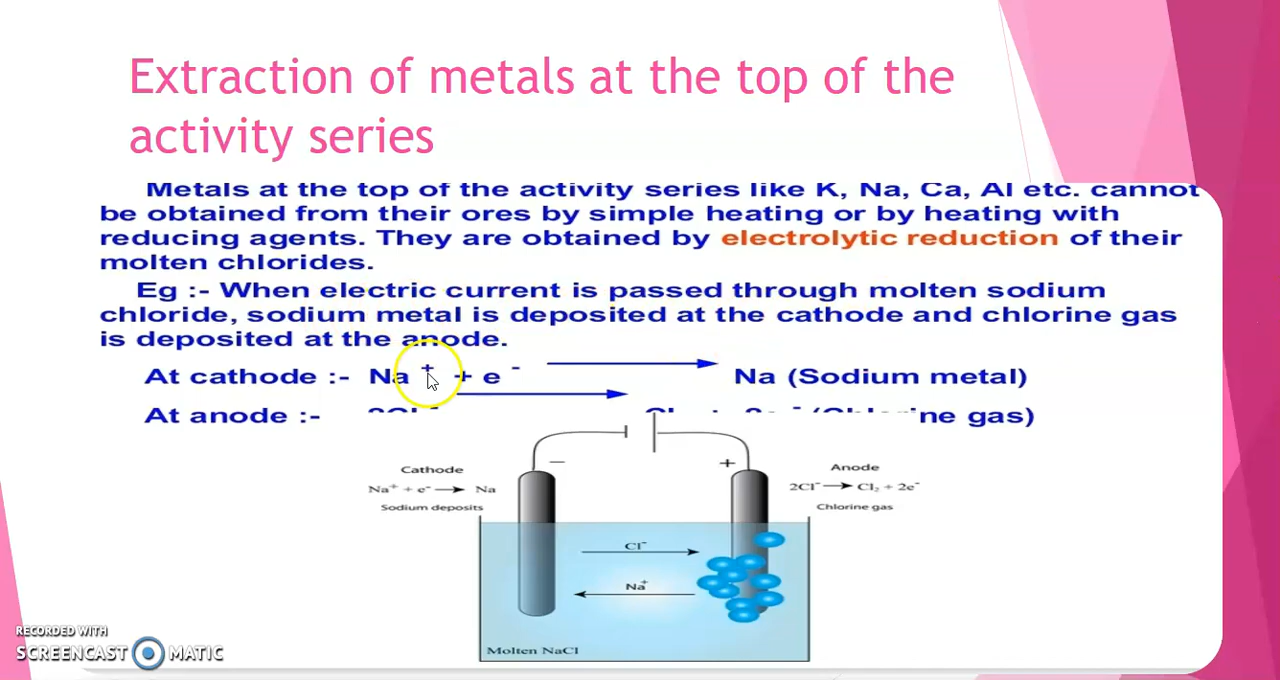 Extraction of metals at the top of the
activity series
Metals at the top of the activity series like K, Na, Ca, Al etc. cannot
be obtained from their ores by simple heating or by heating with
reducing agents. They are obtained by electrolytic reduction of their
molten chlorides.
Eg :- When electric current is passed through molten sodium
chloride, sodium metal is deposited at the cathode and chlorine gas
is deposited at the anode.
At cathode :- Na⁺ + e⁻ → Na (Sodium metal)
At anode :- ne gas)
− +
Cathode
Na⁺ + e⁻ → Na
Sodium deposits
Anode
2Cl⁻ → Cl₂ + 2e⁻
Chlorine gas
Cl⁻
Na⁺
Molten NaCl
RECORDED WITH
SCREENCAST MATIC